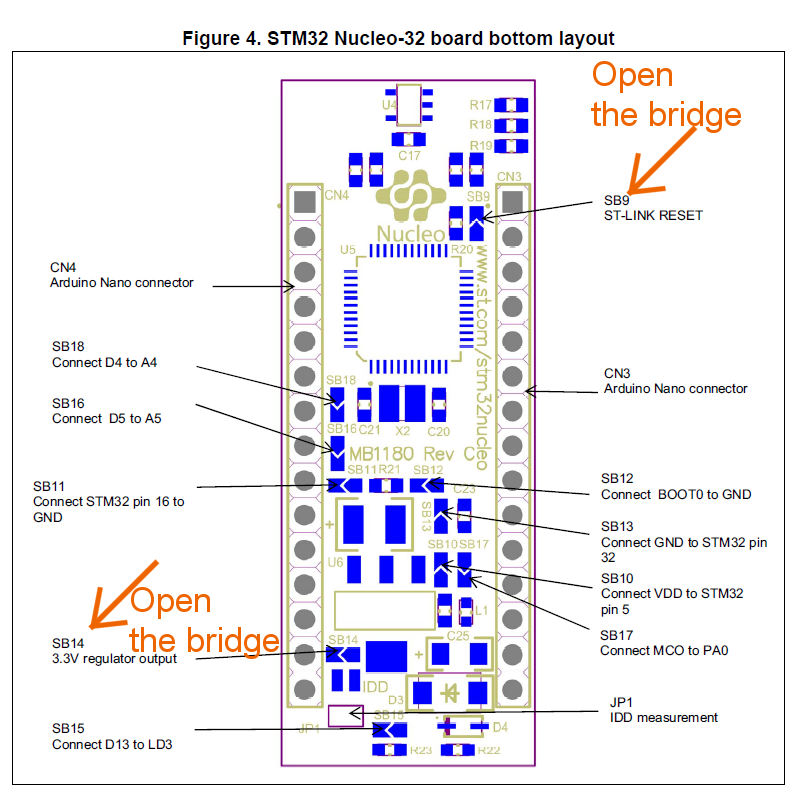 Figure 4. STM32 Nucleo-32 board bottom layout
Open
the bridge
U4
R17
R18
R19
C17
CN4
CN3
SB9
SB9
ST-LINK RESET
Nucleo
R20
U5
www.st.com/stm32nucleo
CN4
Arduino Nano connector
SB18
Connect D4 to A4
CN3
Arduino Nano connector
SB18
SB16
Connect D5 to A5
C21
X2
C20
SB16
MB1180 Rev C
SB11
R21
SB12
SB11
Connect STM32 pin 16 to
GND
SB12
Connect BOOT0 to GND
C23
SB13
SB13
Connect GND to STM32 pin
32
SB10
SB17
U6
SB10
Connect VDD to STM32
pin 5
Open
the bridge
L1
SB17
Connect MCO to PA0
SB14
3.3V regulator output
SB14
C25
IDD
D3
JP1
IDD measurement
JP1
SB15
D4
SB15
Connect D13 to LD3
R23
R22